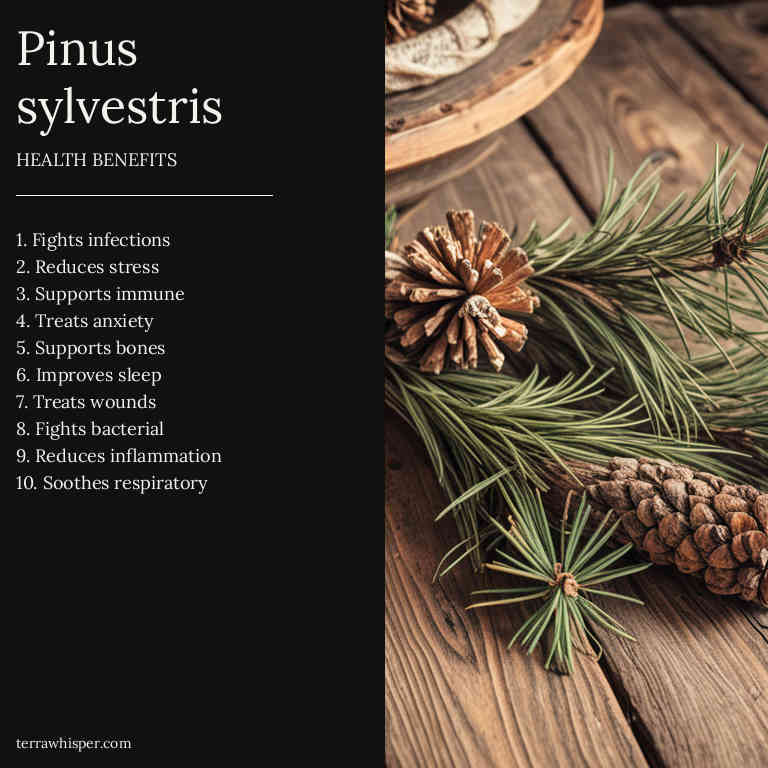 Pinus
sylvestris
HEALTH BENEFITS
1. Fights infections
2. Reduces stress
3. Supports immune
4. Treats anxiety
5. Supports bones
6. Improves sleep
7. Treats wounds
8. Fights bacterial
9. Reduces inflammation
10. Soothes respiratory
terrawhisper.com